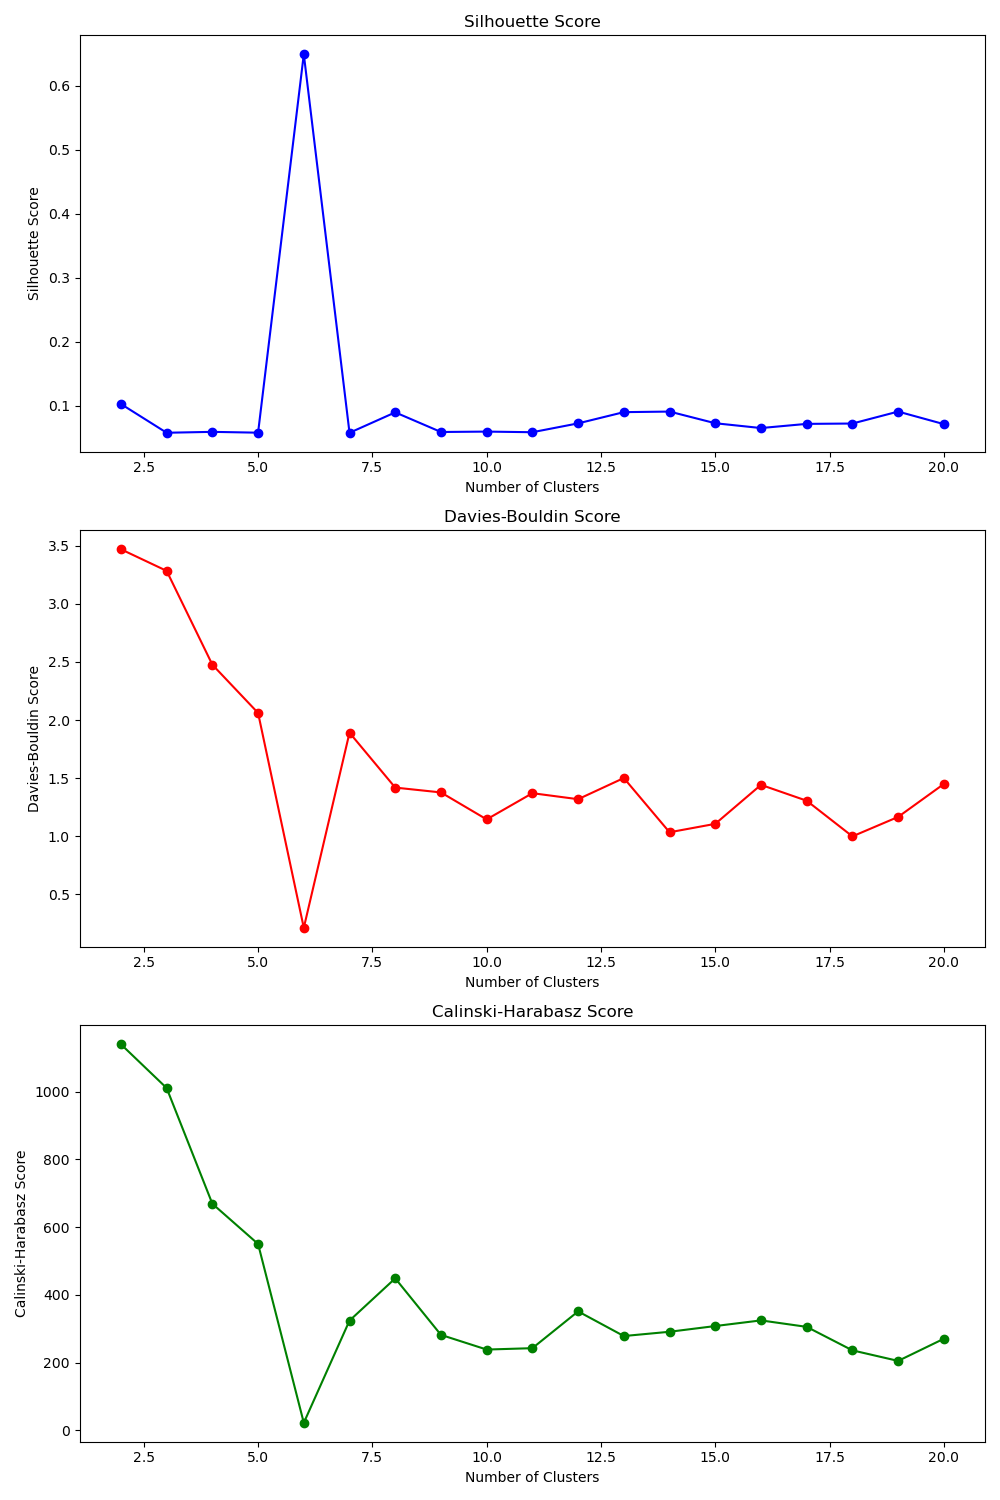 Silhouette Score
Silhouette Score
0.6
0.5
0.4
0.3
0.2
0.1
2.5 5.0 7.5 10.0 12.5 15.0 17.5 20.0
Number of Clusters
Davies-Bouldin Score
Davies-Bouldin Score
3.5
3.0
2.5
2.0
1.5
1.0
0.5
2.5 5.0 7.5 10.0 12.5 15.0 17.5 20.0
Number of Clusters
Calinski-Harabasz Score
Calinski-Harabasz Score
1000
800
600
400
200
0
2.5 5.0 7.5 10.0 12.5 15.0 17.5 20.0
Number of Clusters